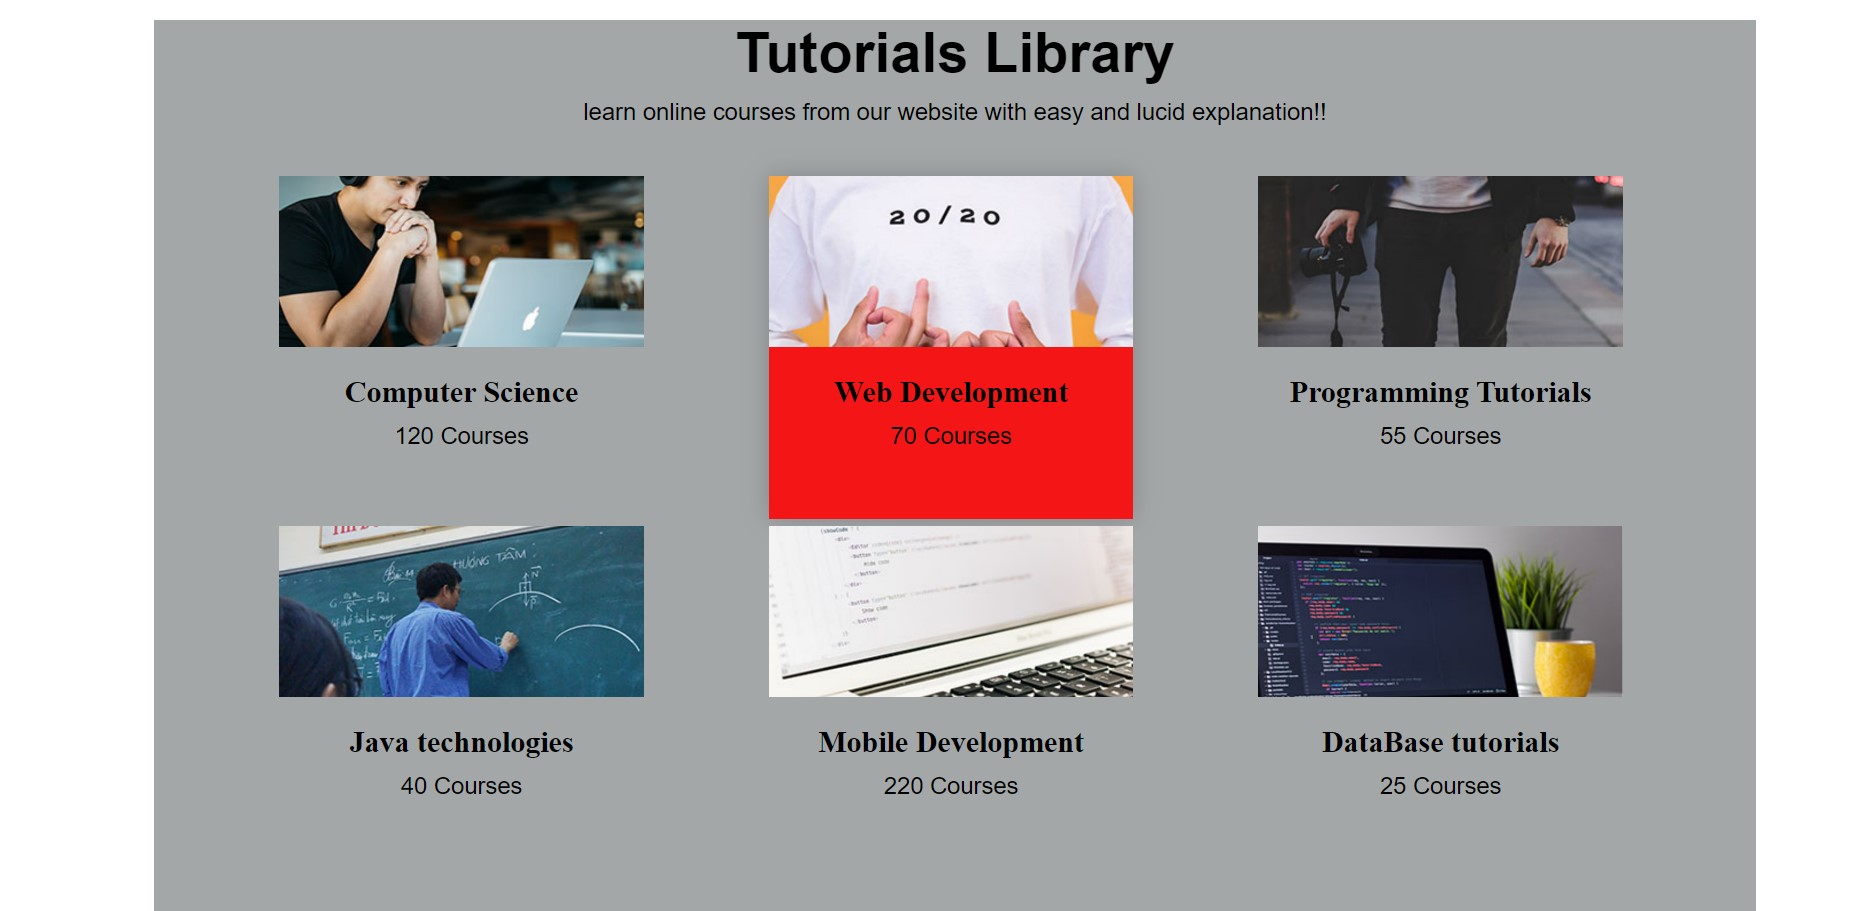 Tutorials Library
learn online courses from our website with easy and lucid explanation!!
20/20
Computer Science
Web Development
Programming Tutorials
120 Courses
70 Courses
55 Courses
HƯỚNG TÂM
Java technologies
Mobile Development
DataBase tutorials
40 Courses
220 Courses
25 Courses